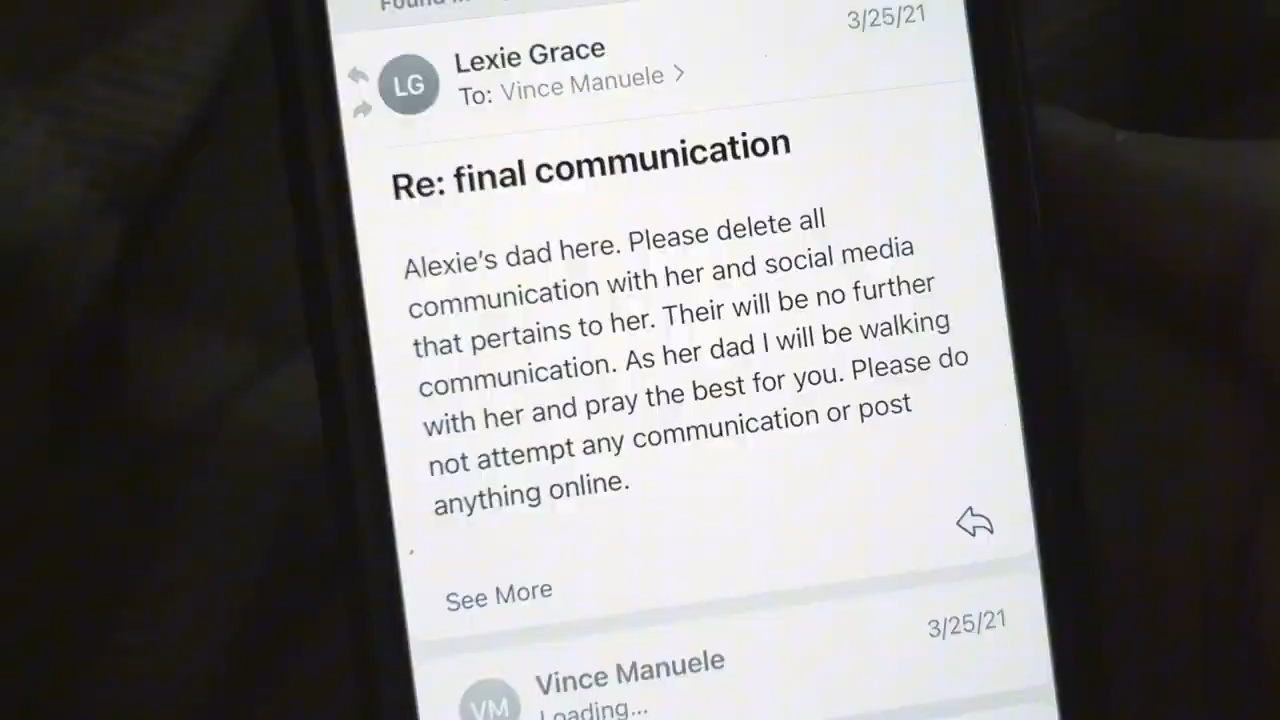 3/25/21
LG
Lexie Grace
To: Vince Manuele >
Re: final communication
Alexie's dad here. Please delete all
communication with her and social media
that pertains to her. Their will be no further
communication. As her dad I will be walking
with her and pray the best for you. Please do
not attempt any communication or post
anything online.
See More
3/25/21
VM
Vince Manuele
Loading...